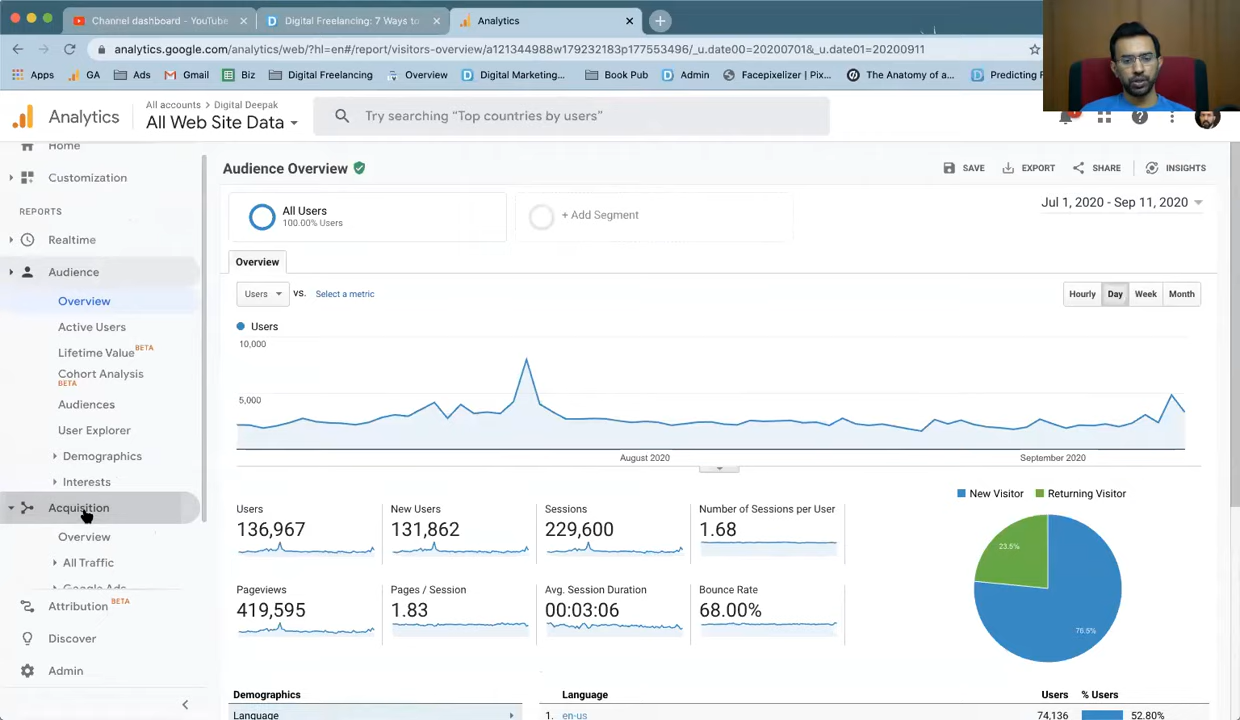 Channel dashboard - YouTube
Digital Freelancing: 7 Ways to
Analytics
analytics.google.com/analytics/web/?hl=en#/report/visitors-overview/a121344988w179232183p177553496/_u.date00=20200701&_u.date01=20200911
Apps
GA
Ads
Gmail
Biz
Digital Freelancing
Overview
Digital Marketing...
Book Pub
Admin
Facepixelizer | Pix...
The Anatomy of a...
Predicting
Analytics
All accounts > Digital Deepak
All Web Site Data
Try searching “Top countries by users”
Home
Customization
REPORTS
Realtime
Audience
Overview
Active Users
Lifetime Value BETA
Cohort Analysis
BETA
Audiences
User Explorer
Demographics
Interests
Acquisition
Overview
All Traffic
Google Ads
Attribution BETA
Discover
Admin
Audience Overview
SAVE
EXPORT
SHARE
INSIGHTS
All Users
100.00% Users
+ Add Segment
Jul 1, 2020 - Sep 11, 2020
Overview
Users
vs.
Select a metric
Hourly
Day
Week
Month
Users
10,000
5,000
August 2020
September 2020
New Visitor
Returning Visitor
Users
136,967
New Users
131,862
Sessions
229,600
Number of Sessions per User
1.68
Pageviews
419,595
Pages / Session
1.83
Avg. Session Duration
00:03:06
Bounce Rate
68.00%
23.5%
76.5%
Demographics
Language
Language
Users
% Users
1. en-us
74,136
52.80%